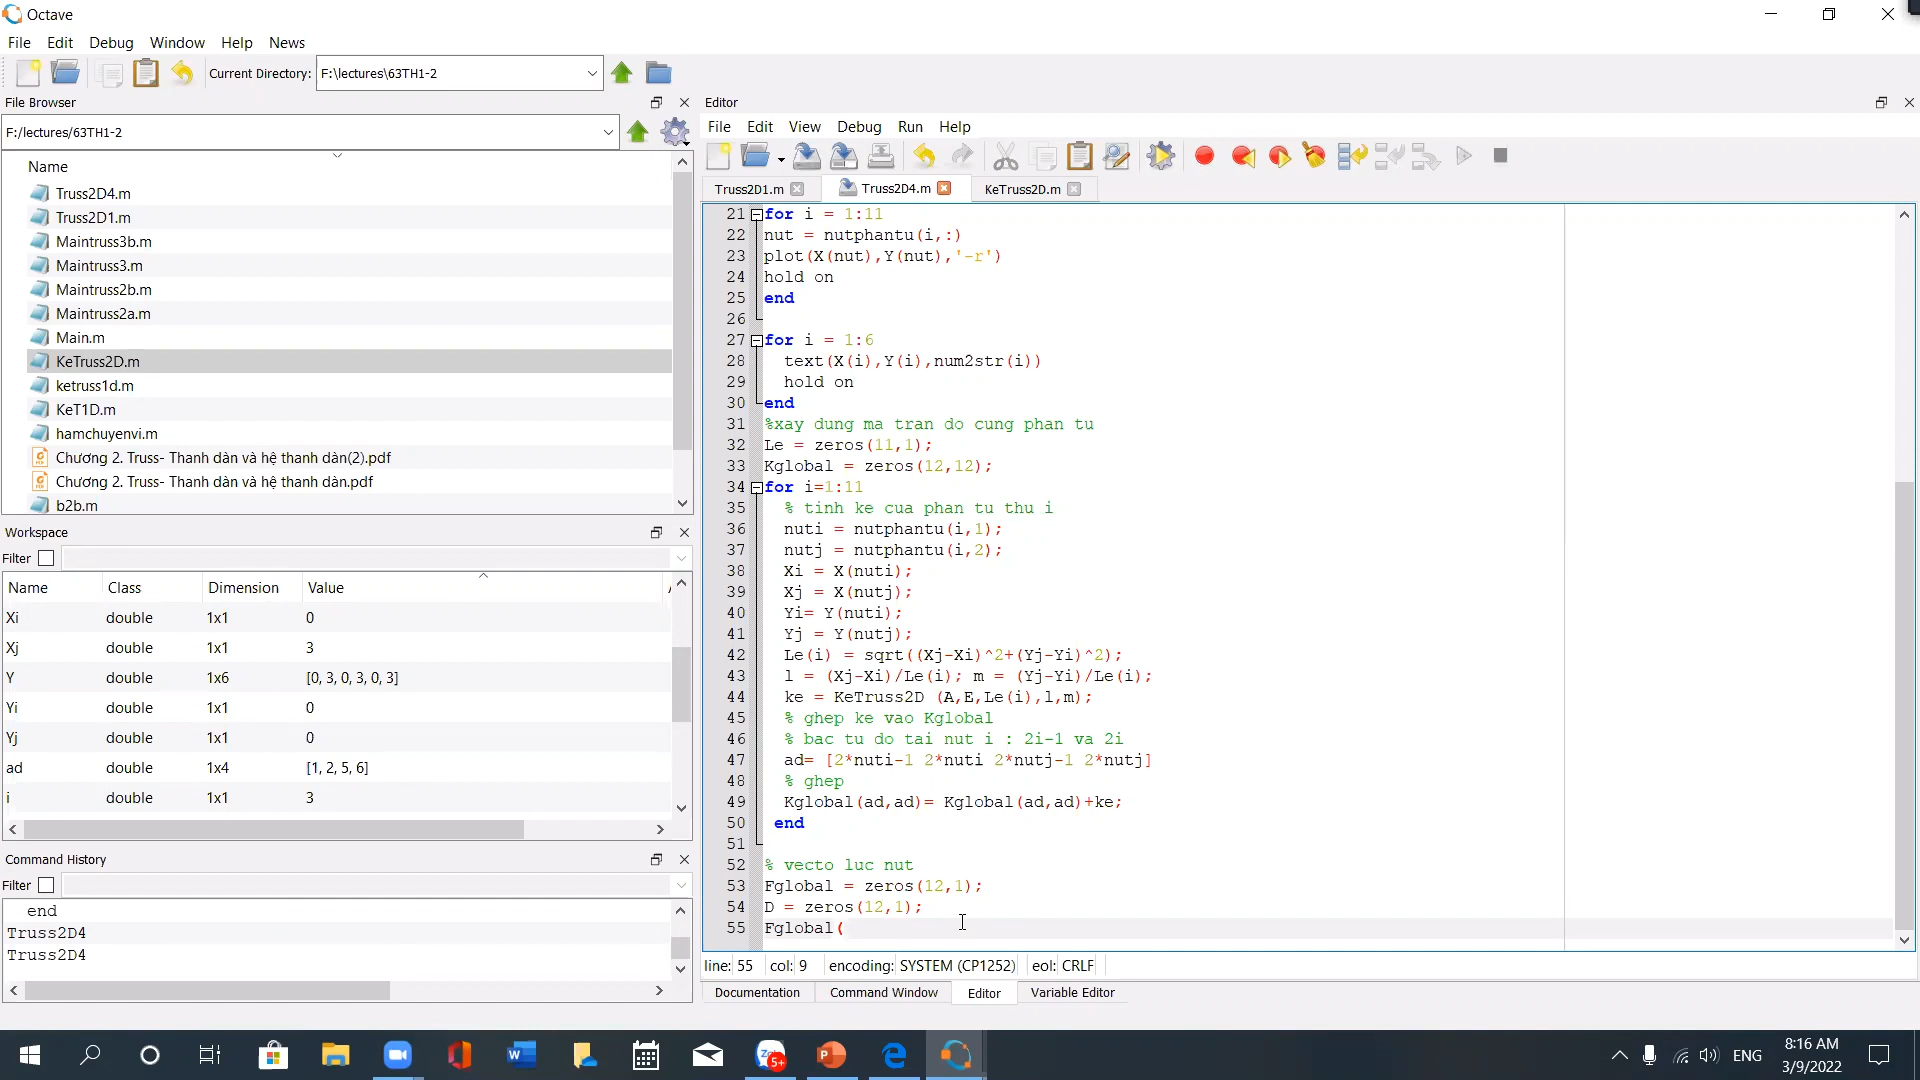 Octave
File Edit Debug Window Help News
Current Directory: F:\lectures\63TH1-2
File Browser
F:/lectures/63TH1-2
Name
Truss2D4.m
Truss2D1.m
Maintruss3b.m
Maintruss3.m
Maintruss2b.m
Maintruss2a.m
Main.m
KeTruss2D.m
ketruss1d.m
KeT1D.m
hamchuyenvi.m
Chương 2. Truss- Thanh dàn và hệ thanh dàn(2).pdf
Chương 2. Truss- Thanh dàn và hệ thanh dàn.pdf
b2b.m
Workspace
Filter
Name Class Dimension Value
Xi double 1x1 0
Xj double 1x1 3
Y double 1x6 [0, 3, 0, 3, 0, 3]
Yi double 1x1 0
Yj double 1x1 0
ad double 1x4 [1, 2, 5, 6]
i double 1x1 3
Command History
Filter
end
Truss2D4
Truss2D4
Editor
File Edit View Debug Run Help
Truss2D1.m Truss2D4.m KeTruss2D.m
21 for i = 1:11
22 nut = nutphantu(i,:)
23 plot(X(nut),Y(nut),'-r')
24 hold on
25 end
26
27 for i = 1:6
28 text(X(i),Y(i),num2str(i))
29 hold on
30 end
31 %xay dung ma tran do cung phan tu
32 Le = zeros(11,1);
33 Kglobal = zeros(12,12);
34 for i=1:11
35 % tinh ke cua phan tu thu i
36 nuti = nutphantu(i,1);
37 nutj = nutphantu(i,2);
38 Xi = X(nuti);
39 Xj = X(nutj);
40 Yi= Y(nuti);
41 Yj = Y(nutj);
42 Le(i) = sqrt((Xj-Xi)^2+(Yj-Yi)^2);
43 l = (Xj-Xi)/Le(i); m = (Yj-Yi)/Le(i);
44 ke = KeTruss2D (A,E,Le(i),l,m);
45 % ghep ke vao Kglobal
46 % bac tu do tai nut i : 2i-1 va 2i
47 ad= [2*nuti-1 2*nuti 2*nutj-1 2*nutj]
48 % ghep
49 Kglobal(ad,ad)= Kglobal(ad,ad)+ke;
50 end
51
52 % vecto luc nut
53 Fglobal = zeros(12,1);
54 D = zeros(12,1);
55 Fglobal(
line: 55 col: 9 encoding: SYSTEM (CP1252) eol: CRLF
Documentation Command Window Editor Variable Editor
5+
ENG
8:16 AM
3/9/2022